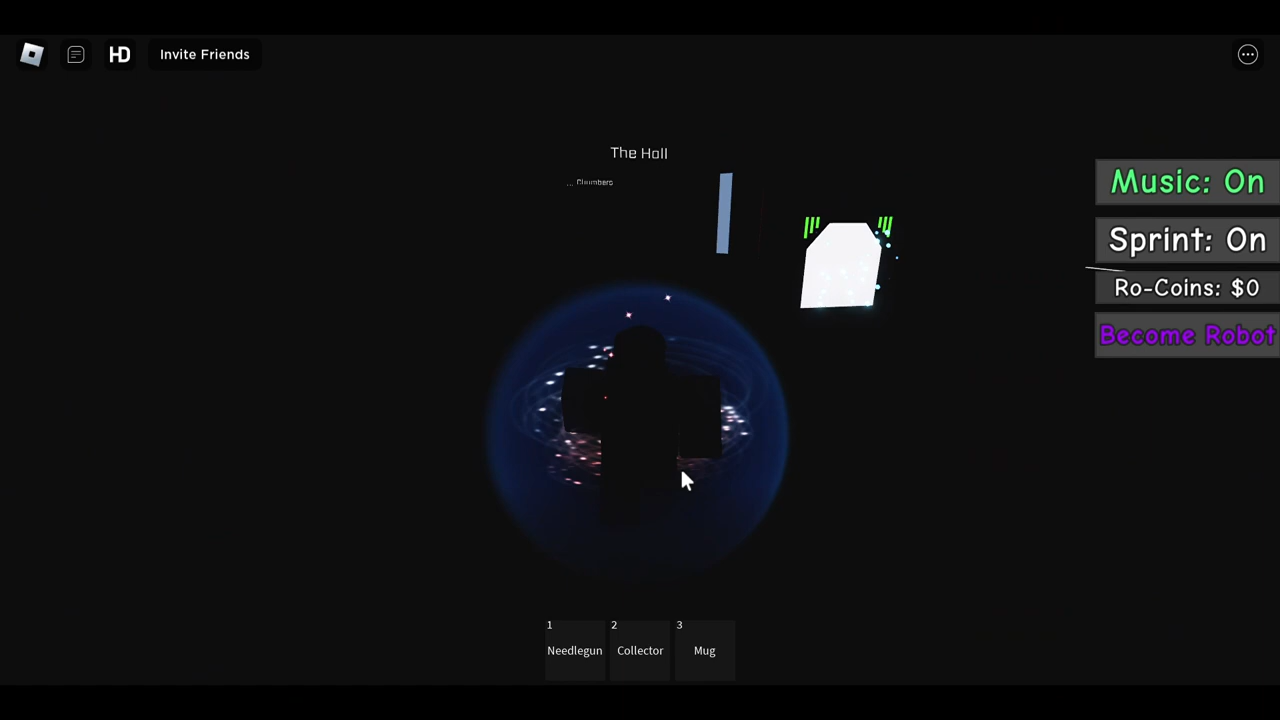 HD
Invite Friends
The Hall
Music: On
Sprint: On
Ro-Coins: $0
Become Robot
1
Needlegun
2
Collector
3
Mug